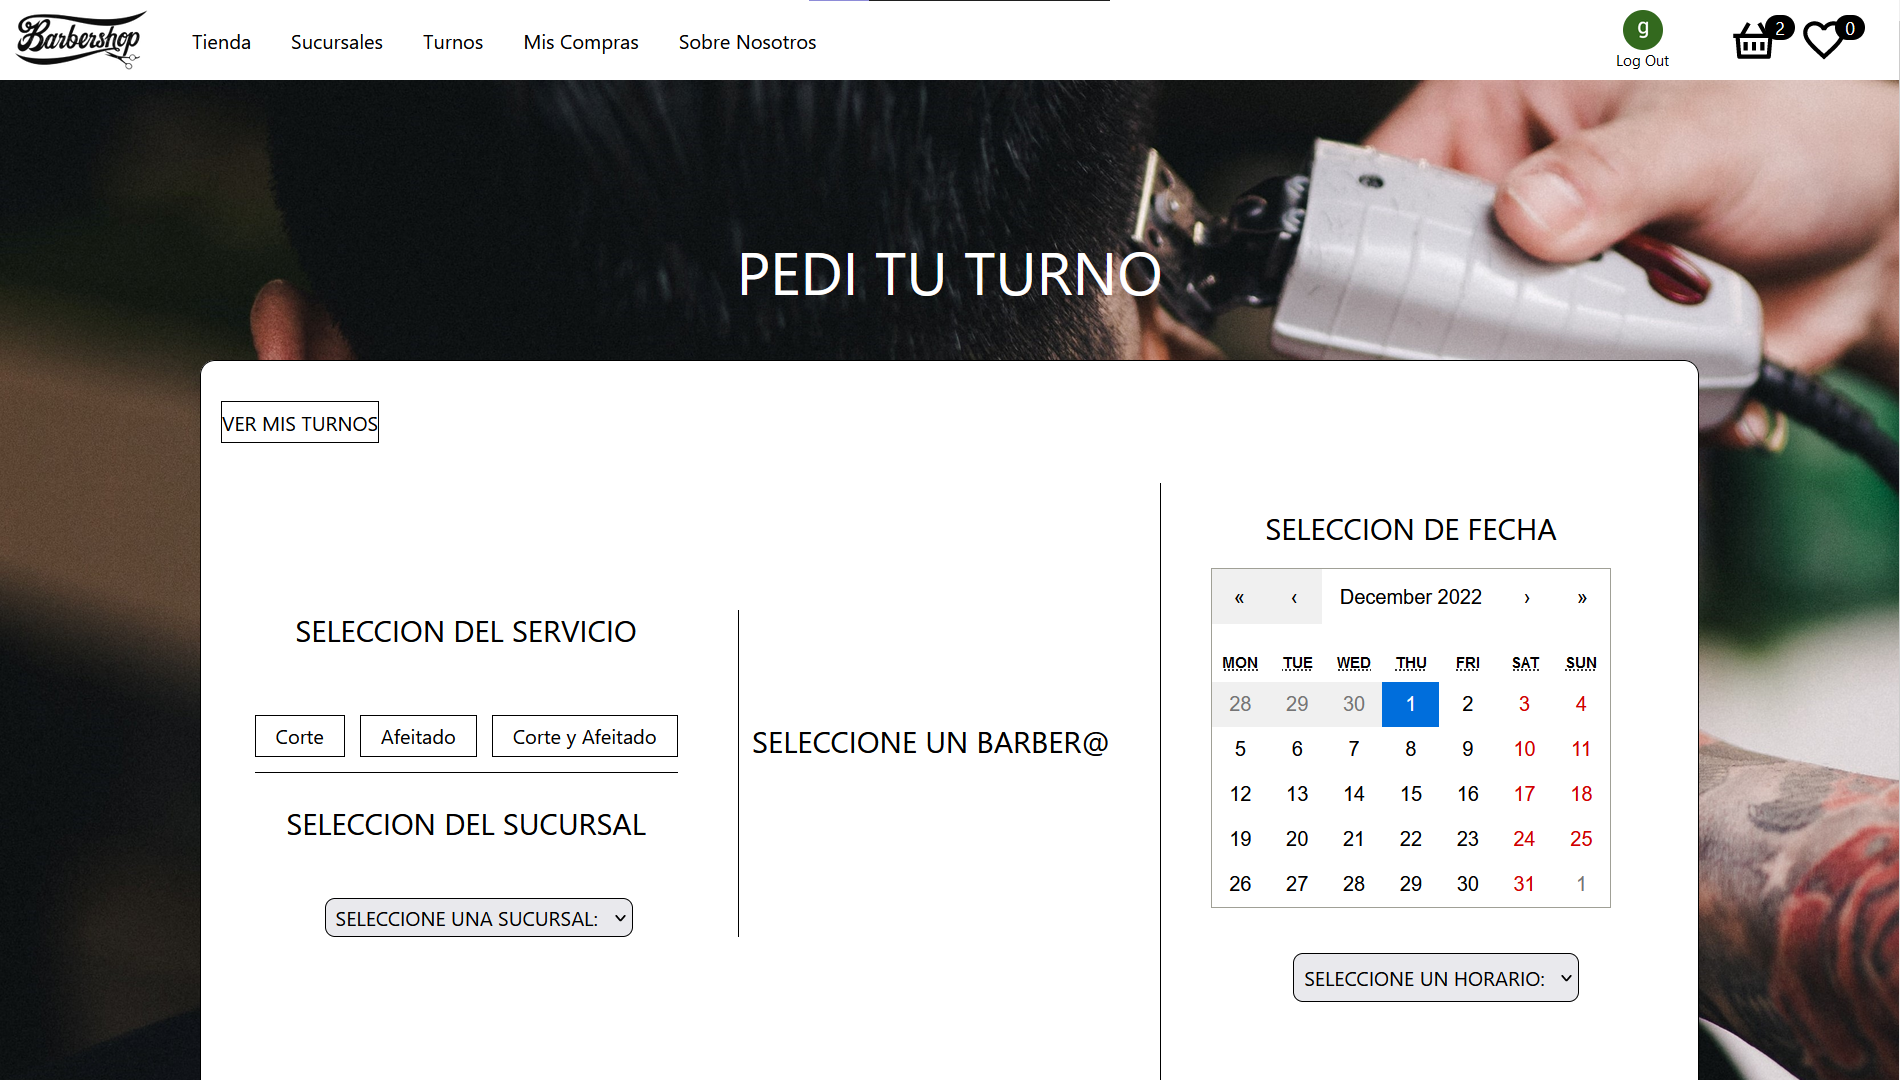 Barbershop
Tienda
Sucursales
Turnos
Mis Compras
Sobre Nosotros
g
Log Out
2
0
PEDI TU TURNO
VER MIS TURNOS
SELECCION DEL SERVICIO
Corte
Afeitado
Corte y Afeitado
SELECCION DEL SUCURSAL
SELECCIONE UNA SUCURSAL:
SELECCIONE UN BARBER@
SELECCION DE FECHA
« ‹ December 2022 › »
MON TUE WED THU FRI SAT SUN
28 29 30 1 2 3 4
5 6 7 8 9 10 11
12 13 14 15 16 17 18
19 20 21 22 23 24 25
26 27 28 29 30 31 1
SELECCIONE UN HORARIO: